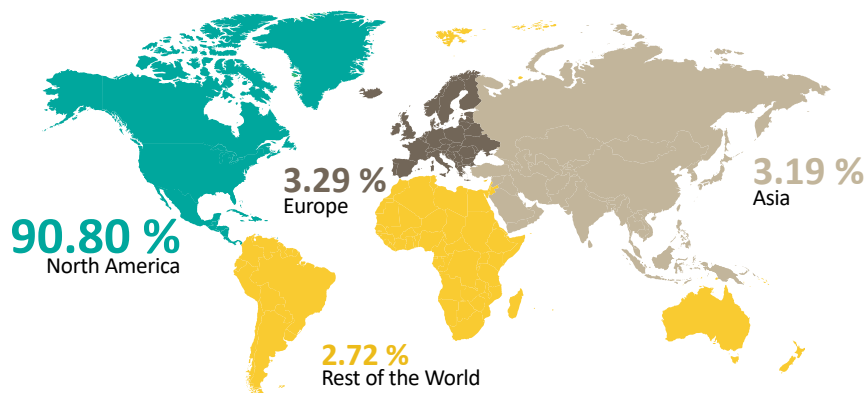 3.29 %
Europe
3.19 %
Asia
90.80 %
North America
2.72 %
Rest of the World